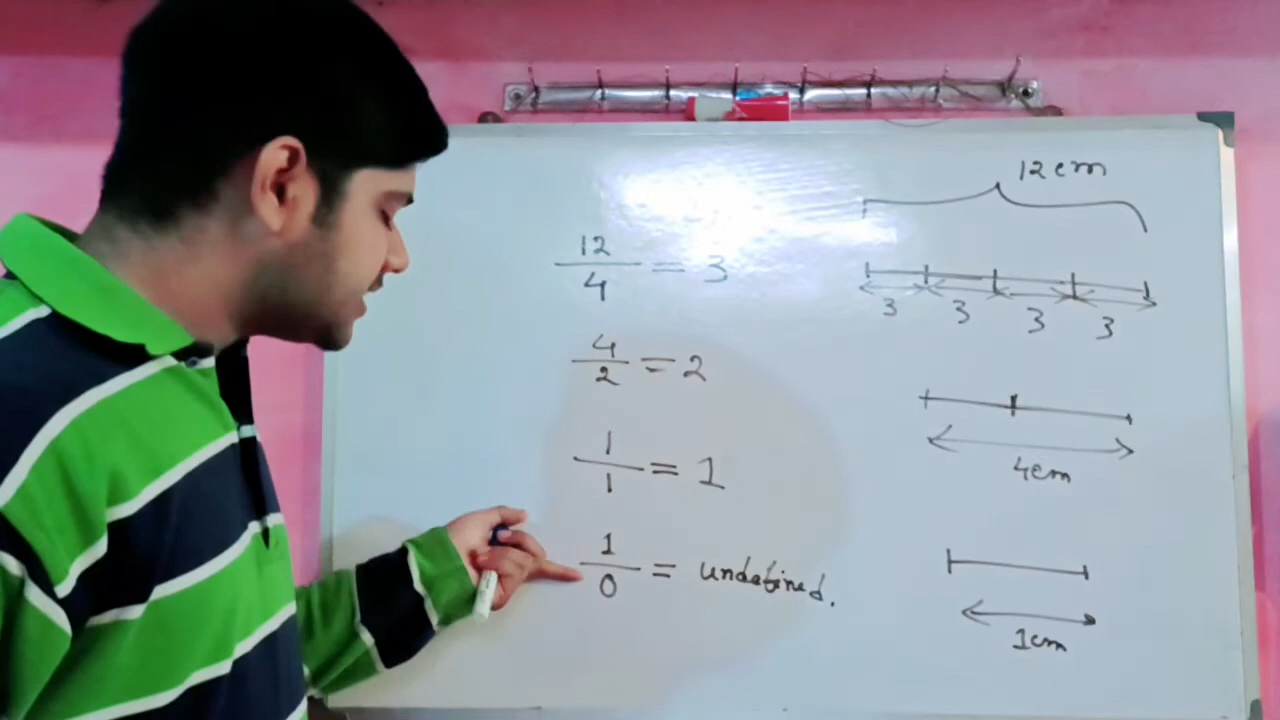 12/4 = 3
4/2 = 2
1/1 = 1
1/0 = undefined.
12cm
3 3 3 3
4cm
1cm